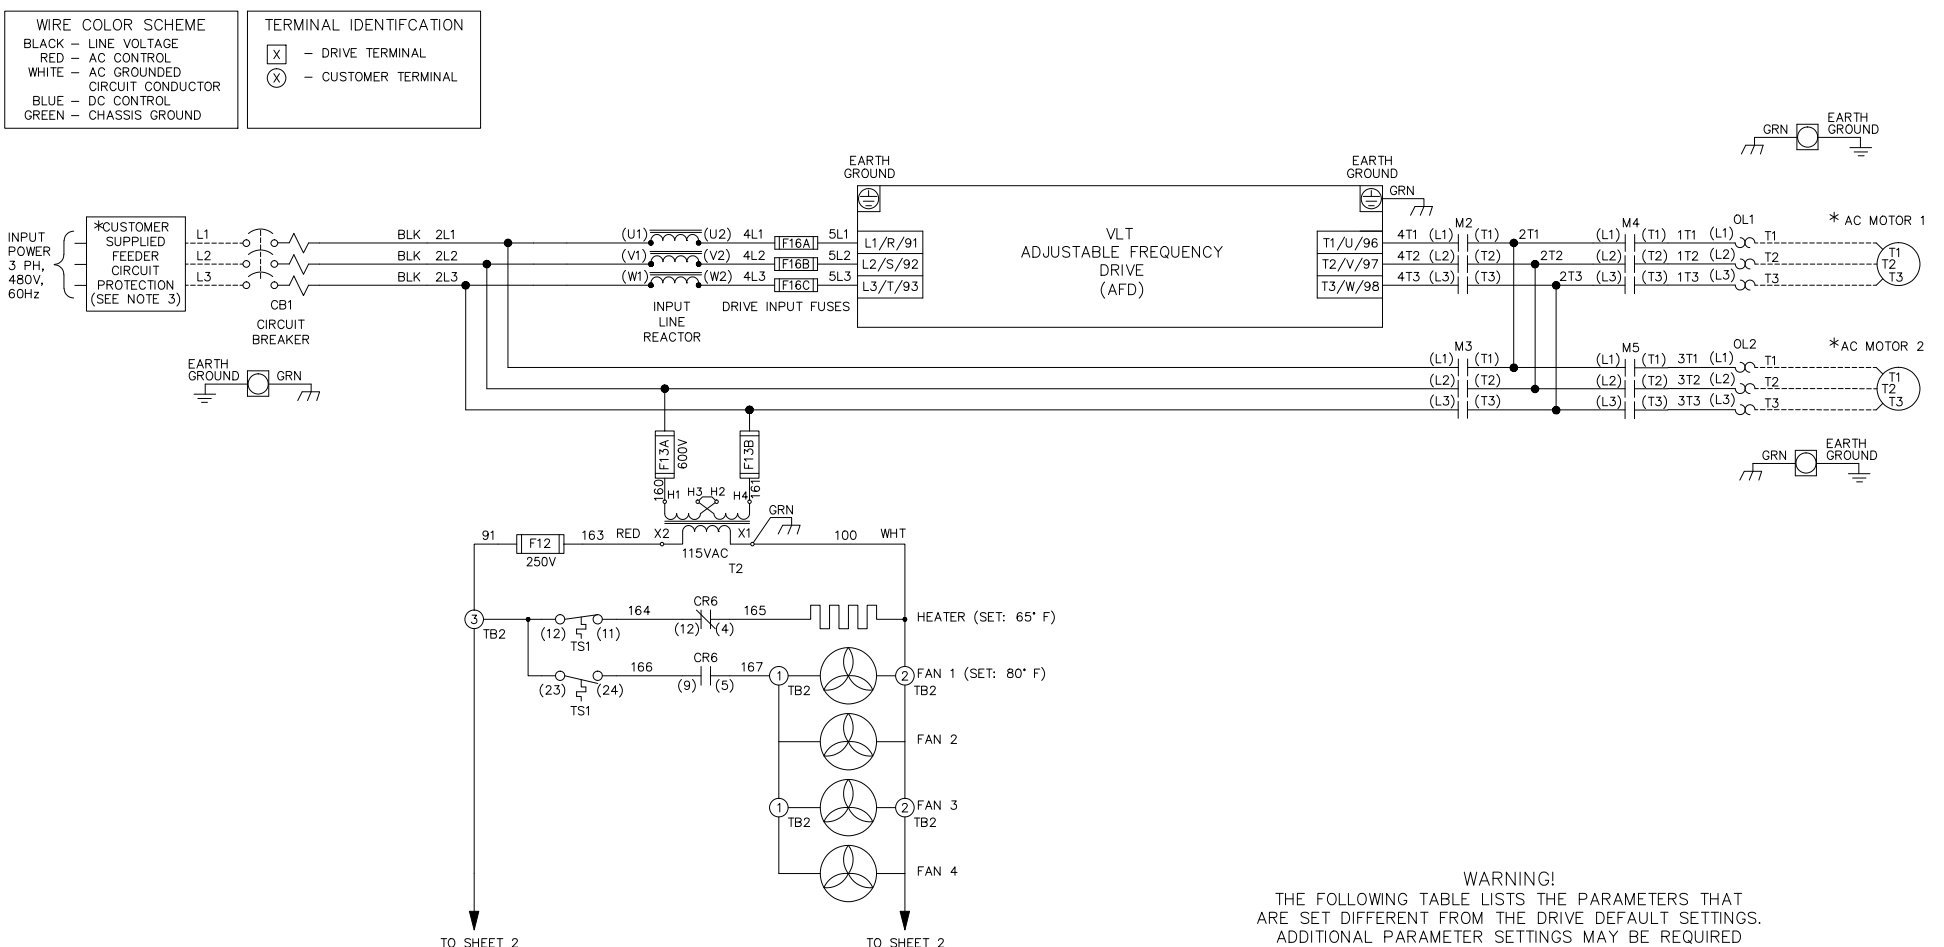 WIRE COLOR SCHEME
BLACK – LINE VOLTAGE
RED – AC CONTROL
WHITE – AC GROUNDED
CIRCUIT CONDUCTOR
BLUE – DC CONTROL
GREEN – CHASSIS GROUND
TERMINAL IDENTIFCATION
X – DRIVE TERMINAL
X – CUSTOMER TERMINAL
GRN
EARTH
GROUND
INPUT
POWER
3 PH,
480V,
60Hz
*CUSTOMER
SUPPLIED
FEEDER
CIRCUIT
PROTECTION
(SEE NOTE 3)
L1
L2
L3
CB1
CIRCUIT
BREAKER
EARTH
GROUND
GRN
BLK 2L1
BLK 2L2
BLK 2L3
(U1) (U2) 4L1 F16A 5L1
(V1) (V2) 4L2 F16B 5L2
(W1) (W2) 4L3 F16C 5L3
INPUT
LINE
REACTOR
DRIVE INPUT FUSES
EARTH
GROUND
L1/R/91
L2/S/92
L3/T/93
VLT
ADJUSTABLE FREQUENCY
DRIVE
(AFD)
EARTH
GROUND
GRN
T1/U/96
T2/V/97
T3/W/98
M2
4T1 (L1) (T1) 2T1
4T2 (L2) (T2) 2T2
4T3 (L3) (T3) 2T3
M4
(L1) (T1) 1T1 (L1)
(L2) (T2) 1T2 (L2)
(L3) (T3) 1T3 (L3)
OL1
T1
T2
T3
* AC MOTOR 1
T1
T2
T3
M3
(L1) (T1)
(L2) (T2)
(L3) (T3)
M5
(L1) (T1) 3T1 (L1)
(L2) (T2) 3T2 (L2)
(L3) (T3) 3T3 (L3)
OL2
T1
T2
T3
*AC MOTOR 2
T1
T2
T3
GRN
EARTH
GROUND
F13A
600V
F13B
160
161
H1 H3 H2 H4
GRN
91 F12 163 RED X2 X1 100 WHT
250V
115VAC
T2
3
TB2
(12) (11)
TS1
164
CR6
(12) (4)
165
HEATER (SET: 65° F)
(23) (24)
TS1
166
CR6
(9) (5)
167
1
TB2
2
TB2
FAN 1 (SET: 80° F)
FAN 2
1
TB2
2
TB2
FAN 3
FAN 4
TO SHEET 2
TO SHEET 2
WARNING!
THE FOLLOWING TABLE LISTS THE PARAMETERS THAT
ARE SET DIFFERENT FROM THE DRIVE DEFAULT SETTINGS.
ADDITIONAL PARAMETER SETTINGS MAY BE REQUIRED